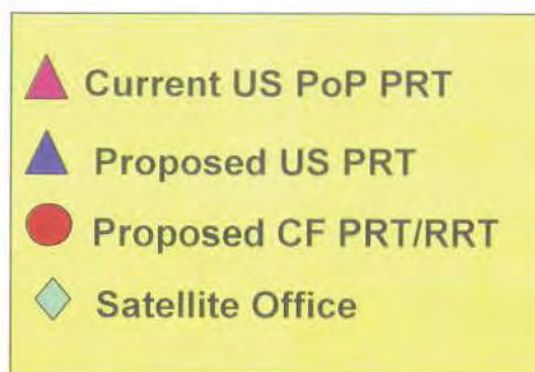 Current US PoP PRT
Proposed US PRT
Proposed CF PRT/RRT
Satellite Office